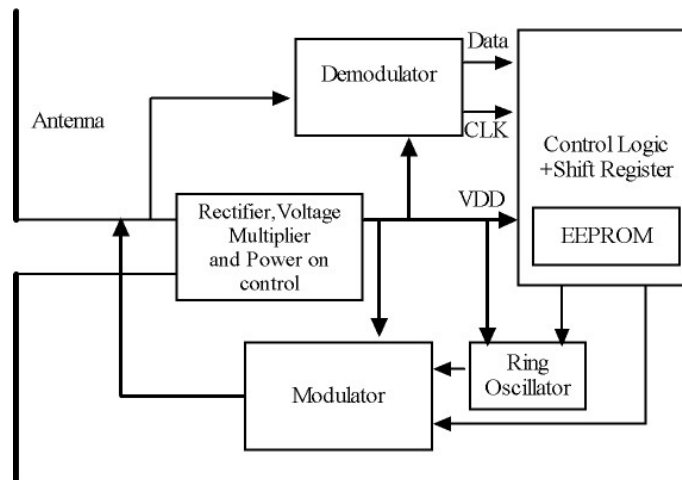 Data
Demodulator
Antenna
CLK
Control Logic
+Shift Register
Rectifier,Voltage
Multiplier
and Power on
control
VDD
EEPROM
Ring
Oscillator
Modulator